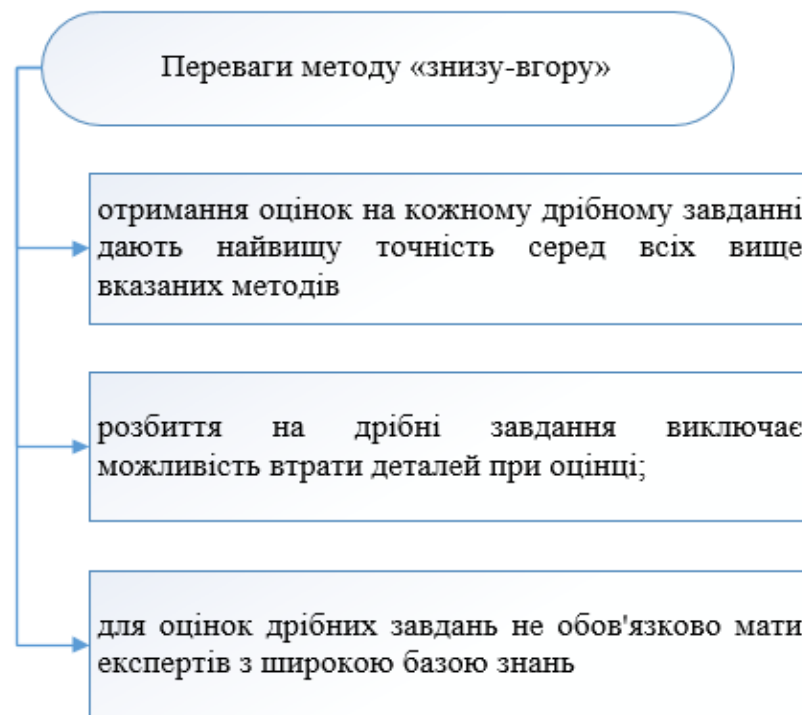 Переваги методу «знизу-вгору»
отримання оцінок на кожному дрібному завданні
дають найвищу точність серед всіх вище
вказаних методів
розбиття на дрібні завдання виключає
можливість втрати деталей при оцінці;
для оцінок дрібних завдань не обов'язково мати
експертів з широкою базою знань